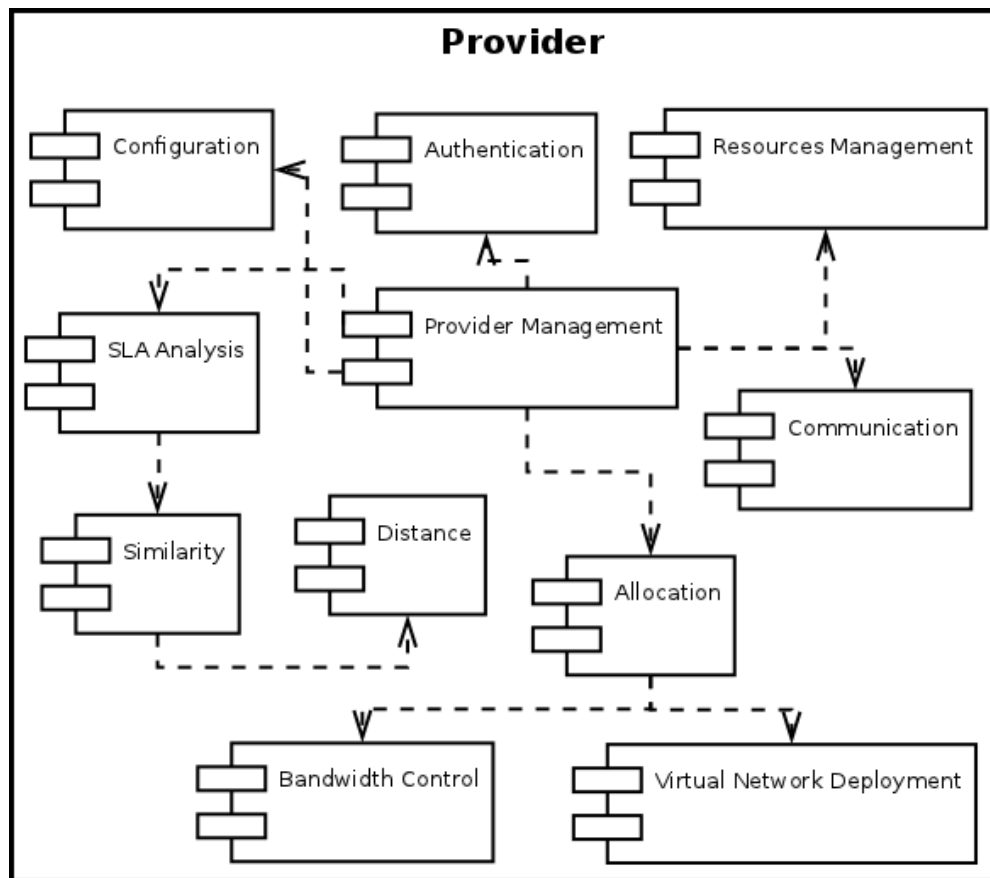 Provider
Configuration
Authentication
Resources Management
Provider Management
SLA Analysis
Communication
Similarity
Distance
Allocation
Bandwidth Control
Virtual Network Deployment